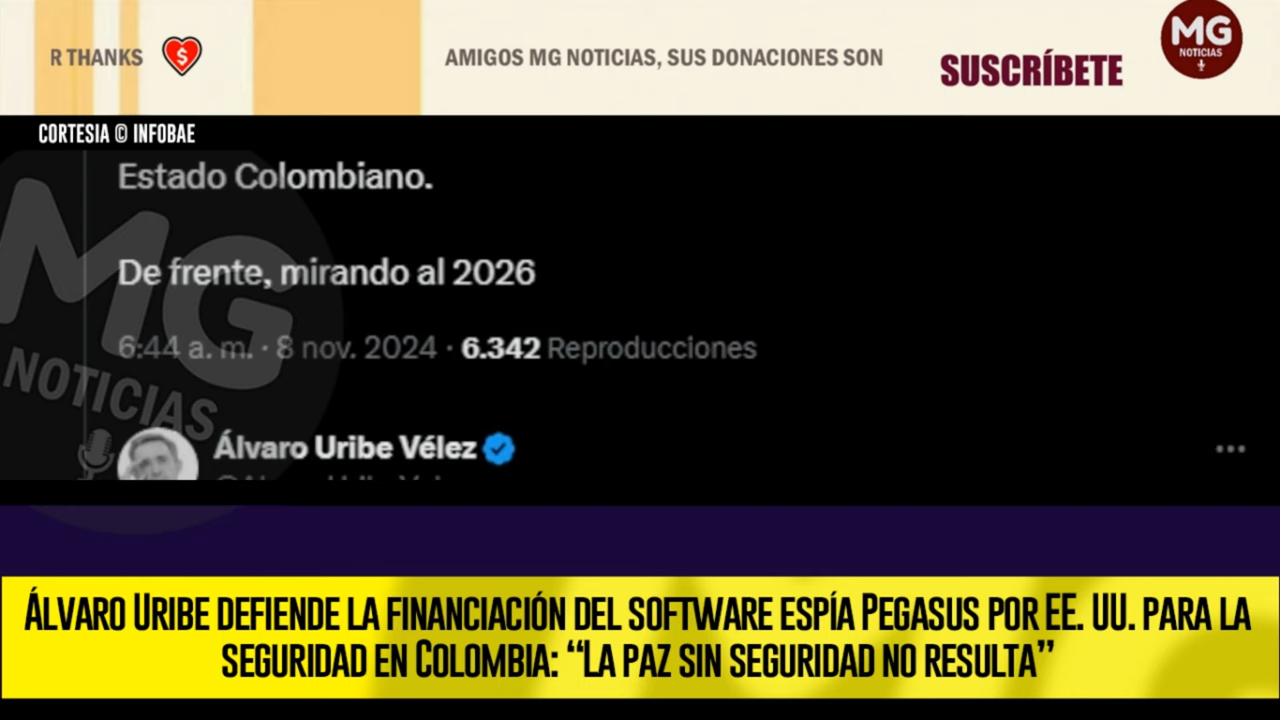 R THANKS
AMIGOS MG NOTICIAS, SUS DONACIONES SON
SUSCRÍBETE
MG
NOTICIAS
CORTESIA © INFOBAE
Estado Colombiano.
De frente, mirando al 2026
6:44 a. m. · 8 nov. 2024 · 6.342 Reproducciones
MG
NOTICIAS
Álvaro Uribe Vélez
ÁLVARO URIBE DEFIENDE LA FINANCIACIÓN DEL SOFTWARE ESPÍA PEGASUS POR EE. UU. PARA LA
SEGURIDAD EN COLOMBIA: “LA PAZ SIN SEGURIDAD NO RESULTA”